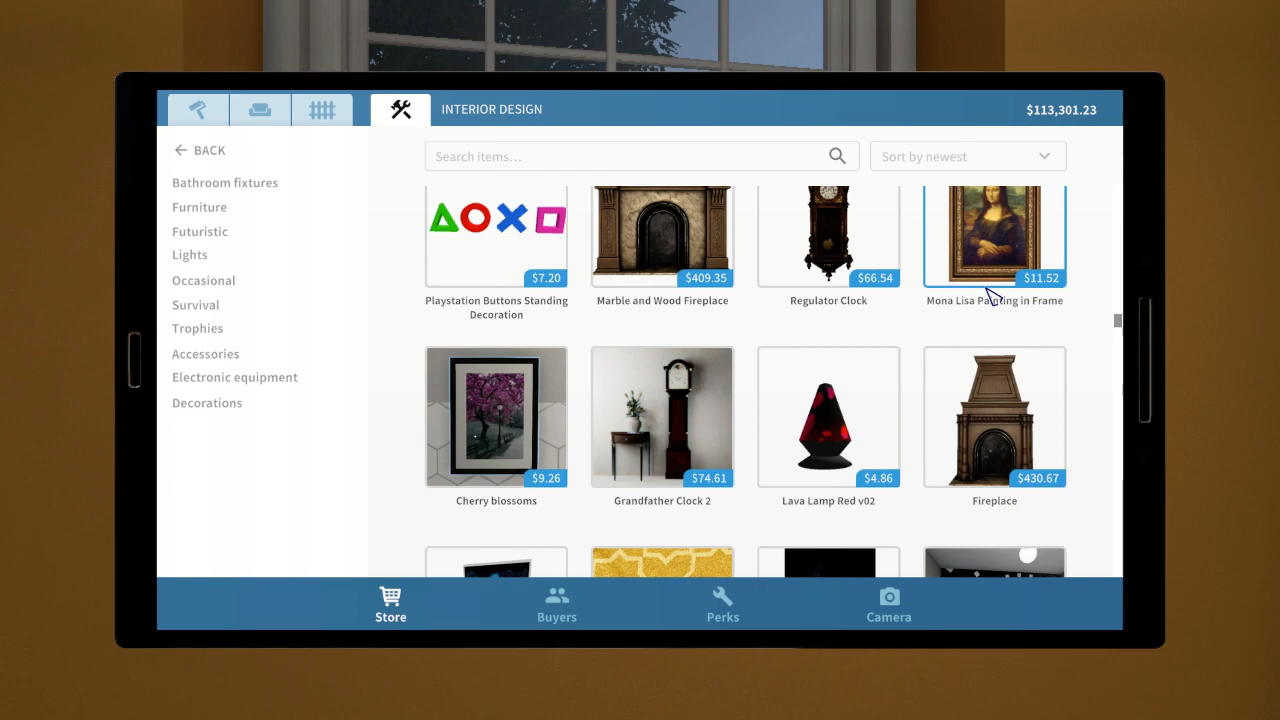 INTERIOR DESIGN
$113,301.23
BACK
Search items...
Sort by newest
Bathroom fixtures
Furniture
Futuristic
Lights
Occasional
Survival
Trophies
Accessories
Electronic equipment
Decorations
$7.20
$409.35
$66.54
$11.52
Playstation Buttons Standing
Decoration
Marble and Wood Fireplace
Regulator Clock
Mona Lisa Painting in Frame
$9.26
$74.61
$4.86
$430.67
Cherry blossoms
Grandfather Clock 2
Lava Lamp Red v02
Fireplace
Store
Buyers
Perks
Camera